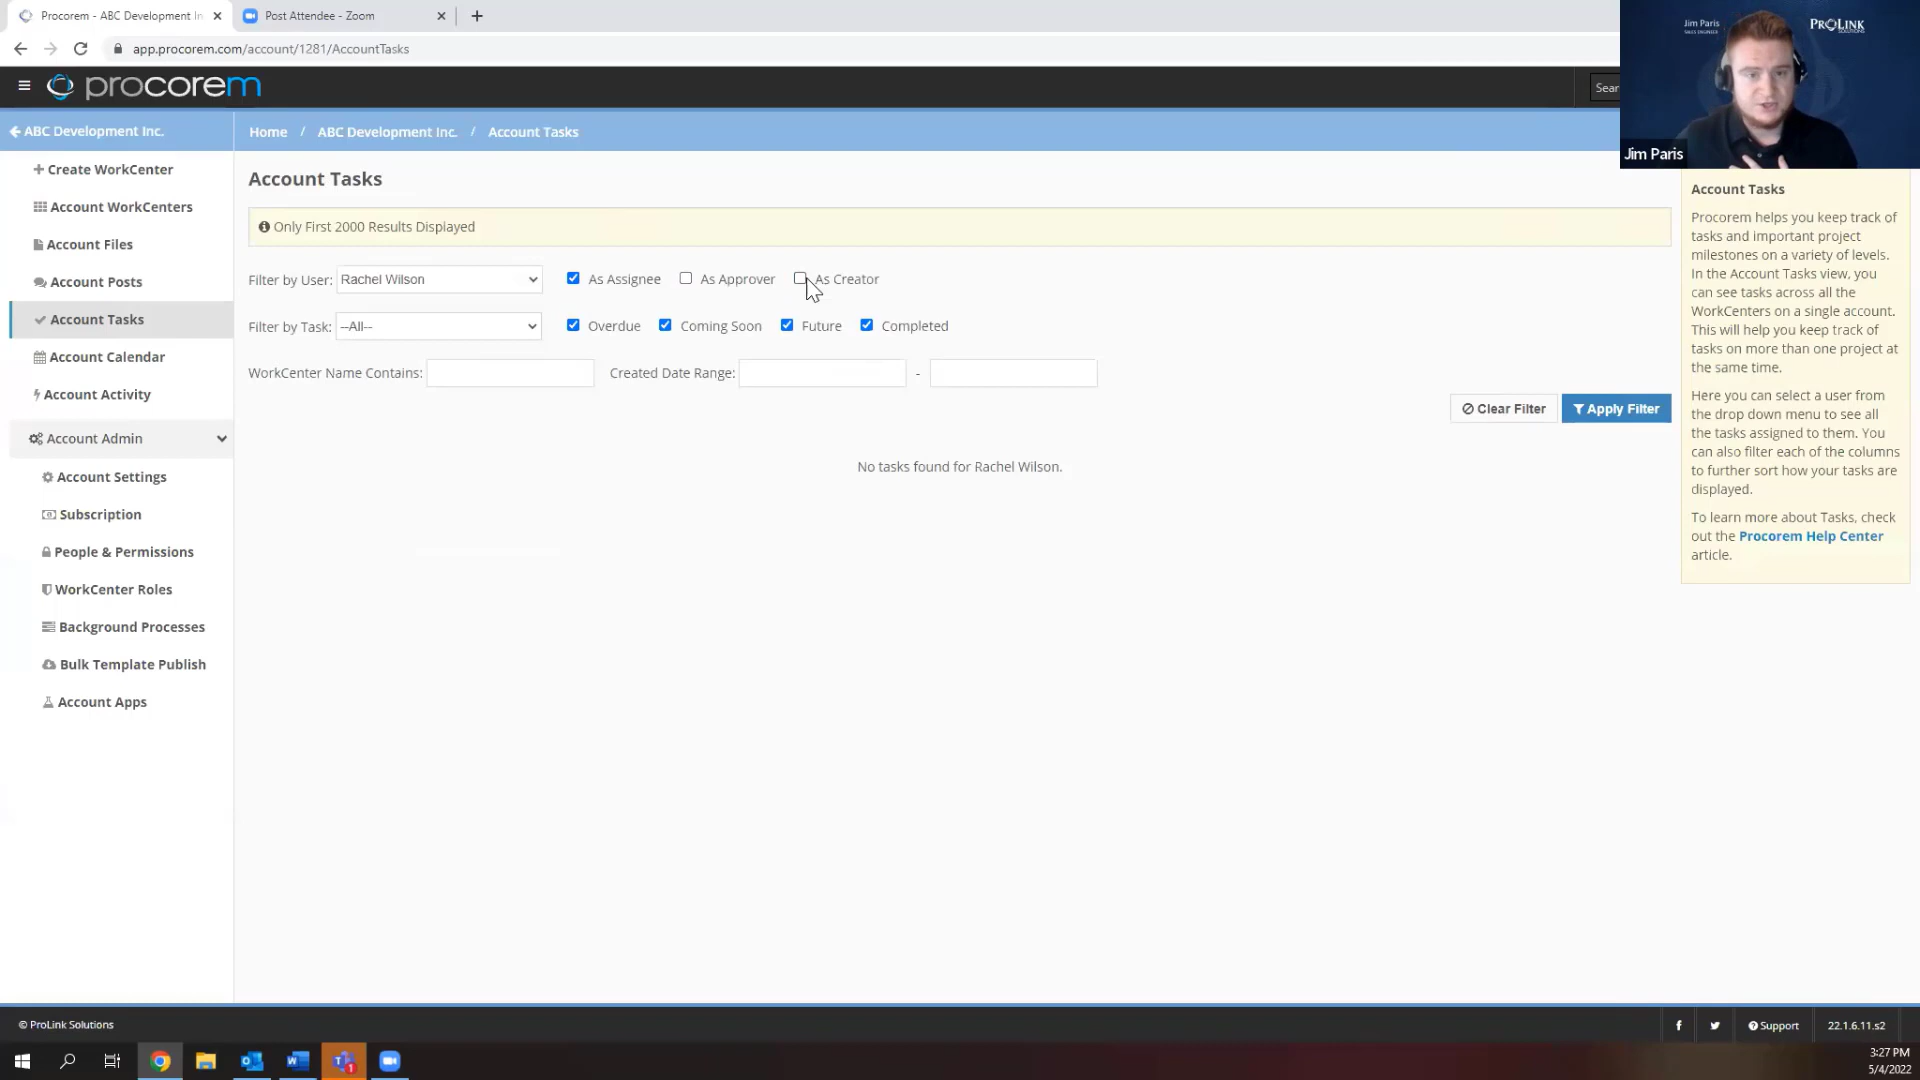 Procorem - ABC Development In
Post Attendee - Zoom
app.procorem.com/account/1281/AccountTasks
procorem
Sear
Jim Paris
SALES ENGINEER
PROLINK
SOLUTIONS
Jim Paris
ABC Development Inc.
Home / ABC Development Inc. / Account Tasks
Create WorkCenter
Account WorkCenters
Account Files
Account Posts
Account Tasks
Account Calendar
Account Activity
Account Admin
Account Settings
Subscription
People & Permissions
WorkCenter Roles
Background Processes
Bulk Template Publish
Account Apps
Account Tasks
Only First 2000 Results Displayed
Filter by User: Rachel Wilson As Assignee As Approver As Creator
Filter by Task: --All-- Overdue Coming Soon Future Completed
WorkCenter Name Contains: Created Date Range: -
Clear Filter Apply Filter
No tasks found for Rachel Wilson.
Account Tasks
Procorem helps you keep track of
tasks and important project
milestones on a variety of levels.
In the Account Tasks view, you
can see tasks across all the
WorkCenters on a single account.
This will help you keep track of
tasks on more than one project at
the same time.
Here you can select a user from
the drop down menu to see all
the tasks assigned to them. You
can also filter each of the columns
to further sort how your tasks are
displayed.
To learn more about Tasks, check
out the Procorem Help Center
article.
© ProLink Solutions
Support
22.1.6.11.s2
3:27 PM
5/4/2022